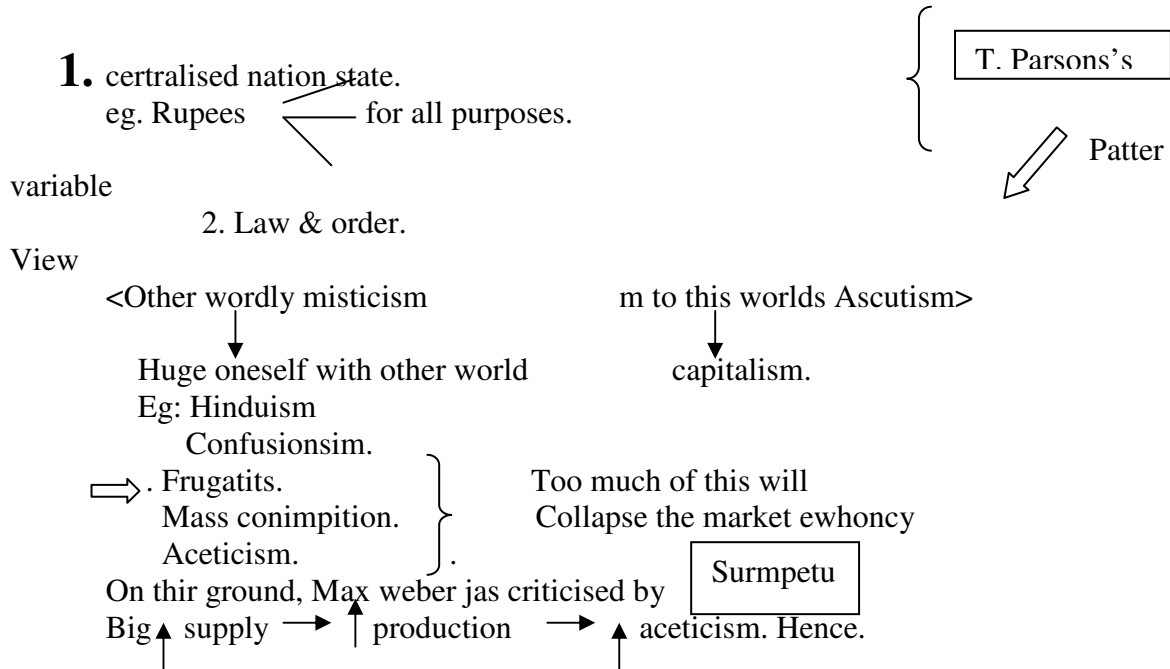 1. certralised nation state.
T. Parsons's
eg. Rupees for all purposes.
Patter
variable
2. Law & order.
View
<Other wordly misticism m to this worlds Ascutism>
Huge oneself with other world capitalism.
Eg: Hinduism
Confusionsim.
. Frugatits. Too much of this will
Mass conimpition. Collapse the market ewhoncy
Aceticism. .
On thir ground, Max weber jas criticised by Surmpetu
Big supply production aceticism. Hence.